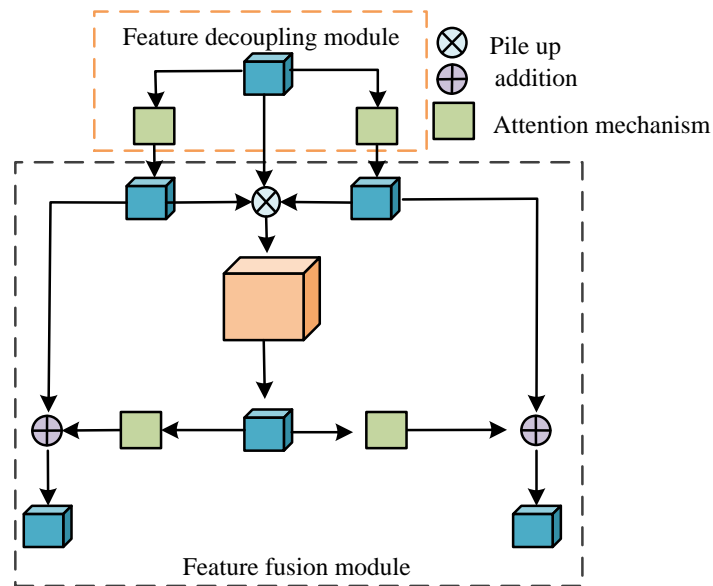 Feature decoupling module
Pile up
addition
Attention mechanism
Feature fusion module